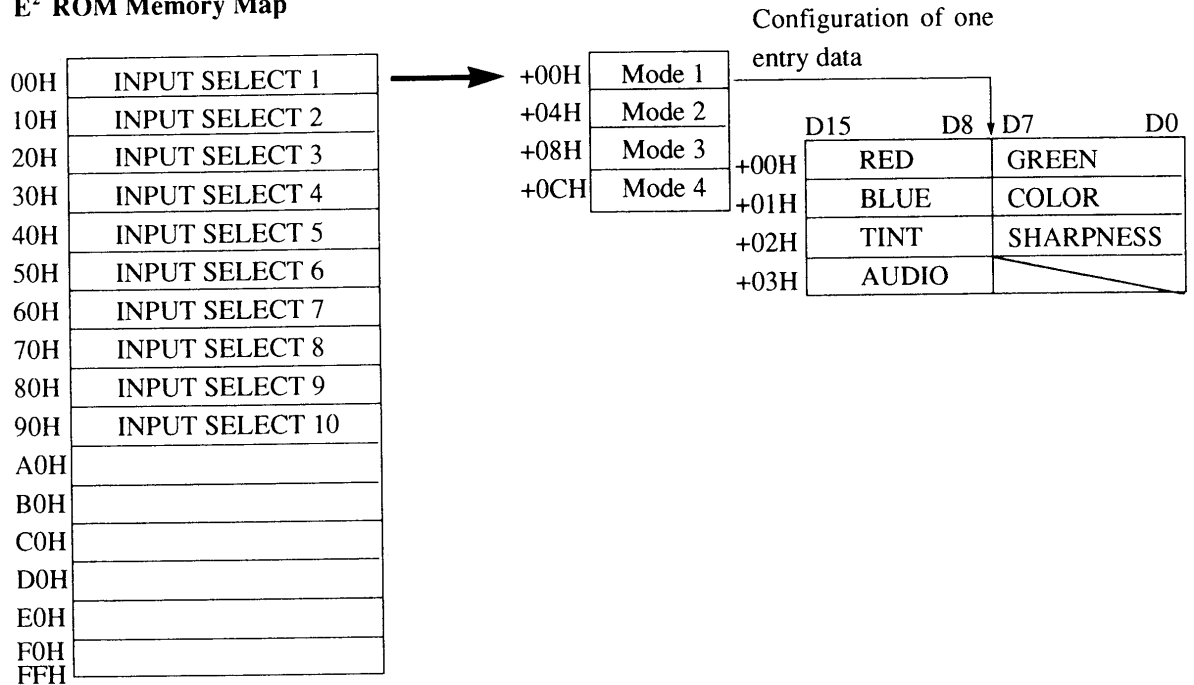 E² ROM Memory Map
Configuration of one
entry data
00H INPUT SELECT 1
10H INPUT SELECT 2
20H INPUT SELECT 3
30H INPUT SELECT 4
40H INPUT SELECT 5
50H INPUT SELECT 6
60H INPUT SELECT 7
70H INPUT SELECT 8
80H INPUT SELECT 9
90H INPUT SELECT 10
A0H
B0H
C0H
D0H
E0H
F0H
FFH
+00H Mode 1
+04H Mode 2
+08H Mode 3
+0CH Mode 4
D15 D8 D7 D0
+00H RED GREEN
+01H BLUE COLOR
+02H TINT SHARPNESS
+03H AUDIO